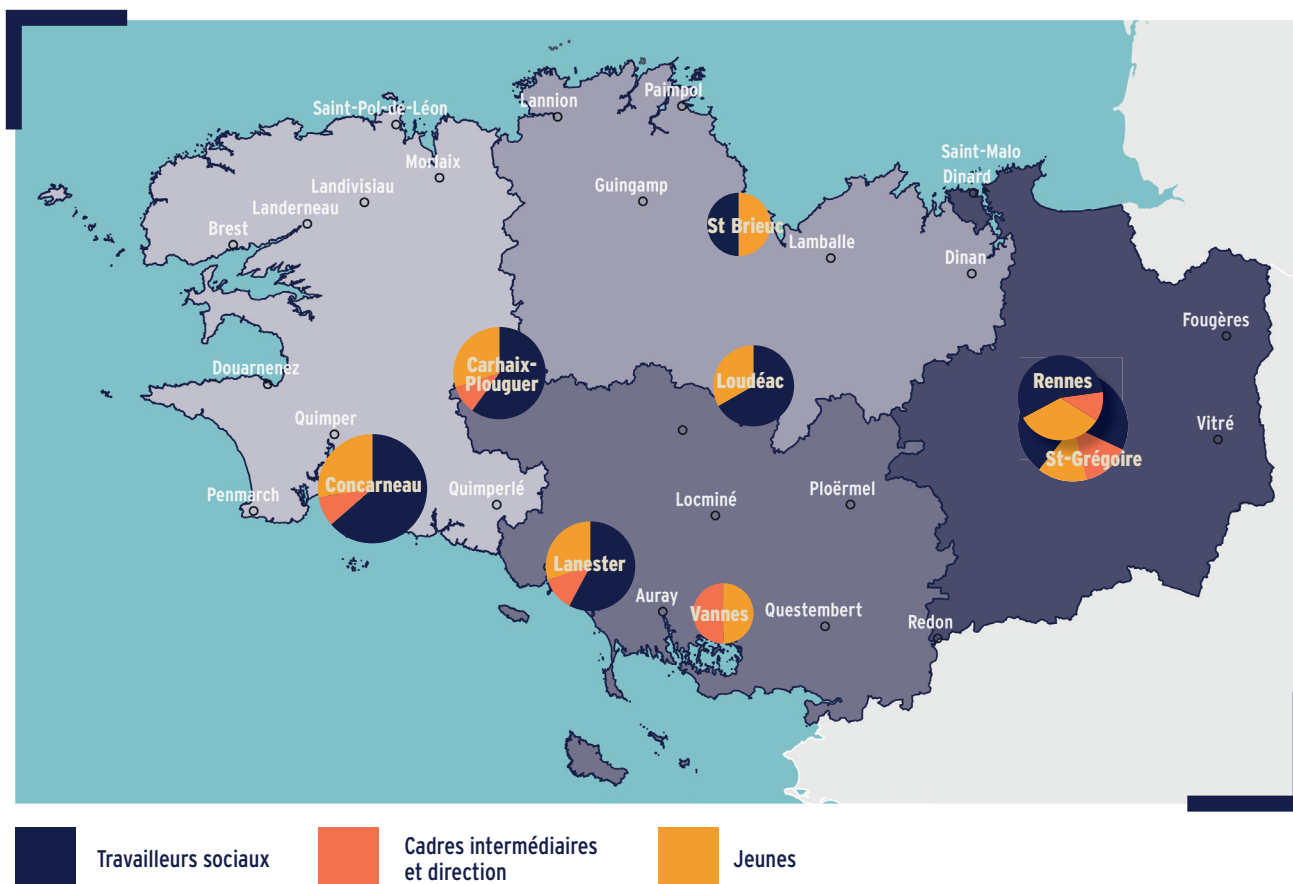 Paimpol
Lannion
Saint-Pol-de-Léon
Saint-Malo
Morlaix
Dinard
Landivisiau
Guingamp
Landerneau
St Brieuc
Brest
Lamballe
Dinan
Fougères
Carhaix-
Plouguer
Douarnenez
Loudéac
Rennes
Quimper
Vitré
St-Grégoire
Concarneau
Quimperlé
Ploërmel
Penmarch
Locminé
Lanester
Auray
Vannes
Questembert
Redon
Travailleurs sociaux
Cadres intermédiaires
et direction
Jeunes